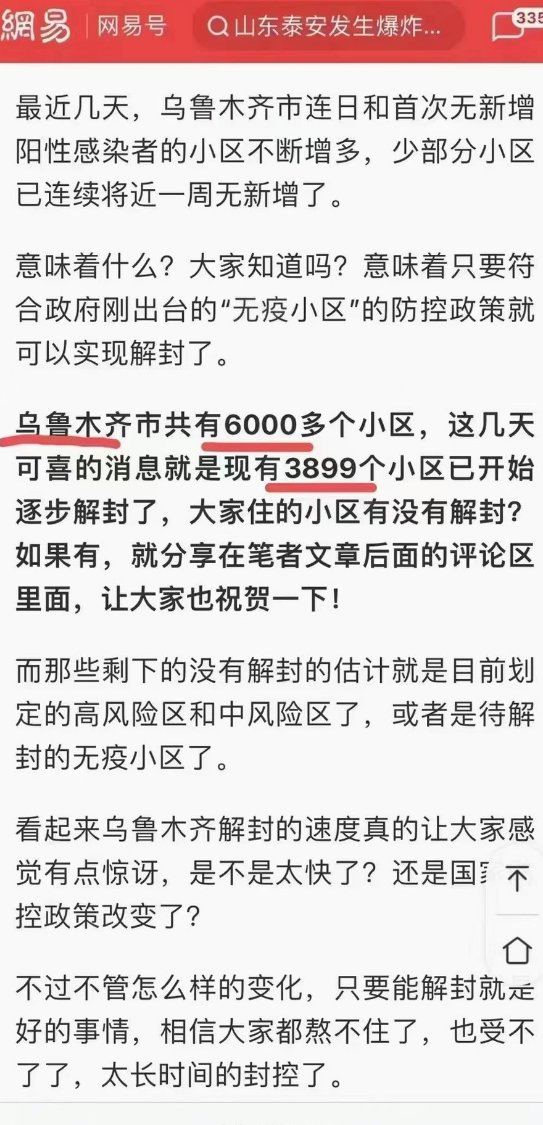 網易 | 网易号 山东泰安发生爆炸... 335
最近几天，乌鲁木齐市连日和首次无新增
阳性感染者的小区不断增多，少部分小区
已连续将近一周无新增了。
意味着什么？大家知道吗？意味着只要符
合政府刚出台的“无疫小区”的防控政策就
可以实现解封了。
乌鲁木齐市共有6000多个小区，这几天
可喜的消息就是现有3899个小区已开始
逐步解封了，大家住的小区有没有解封？
如果有，就分享在笔者文章后面的评论区
里面，让大家也祝贺一下！
而那些剩下的没有解封的估计就是目前划
定的高风险区和中风险区了，或者是待解
封的无疫小区了。
看起来乌鲁木齐解封的速度真的让大家感
觉有点惊讶，是不是太快了？还是国家
控政策改变了？
不过不管怎么样的变化，只要能解封就是
好的事情，相信大家都熬不住了，也受不
了了，太长时间的封控了。